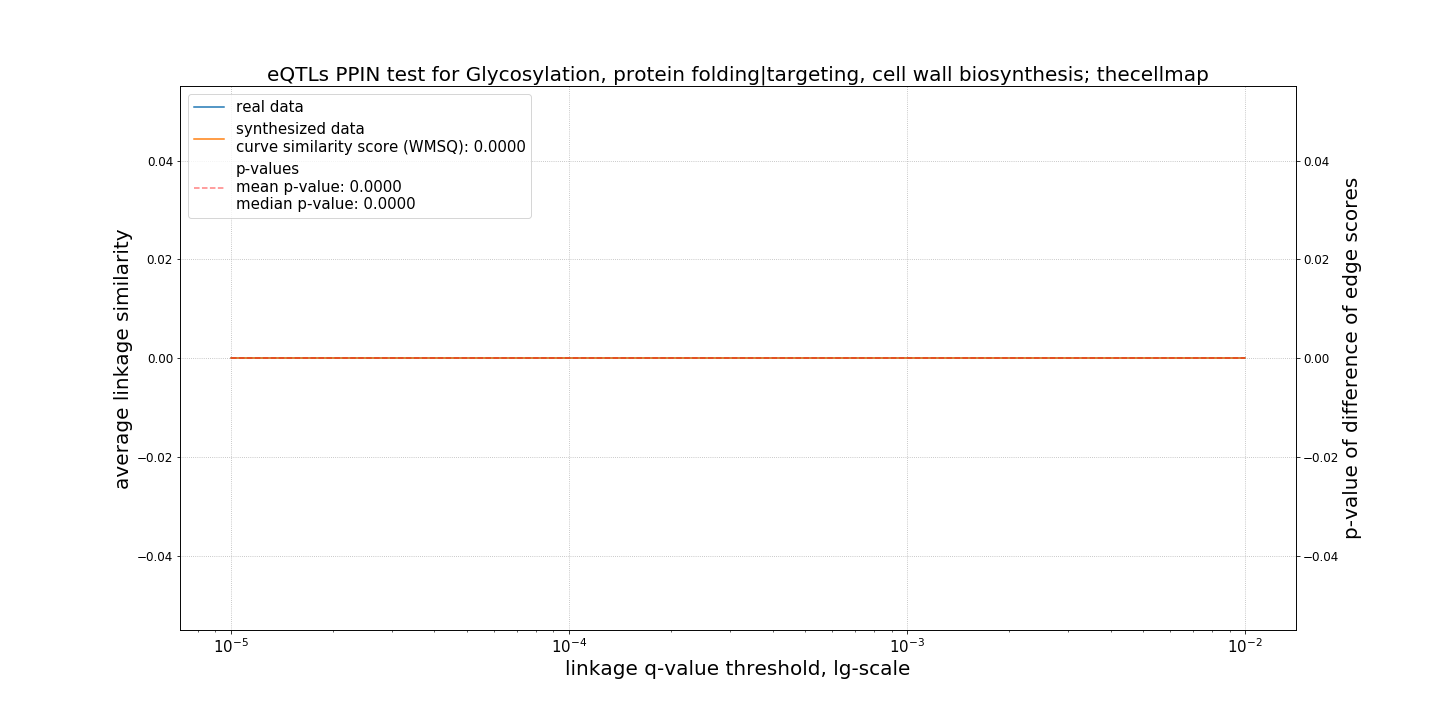 eQTLs PPIN test for Glycosylation, protein folding|targeting, cell wall biosynthesis; thecellmap
real data
synthesized data
curve similarity score (WMSQ): 0.0000
p-values
mean p-value: 0.0000
median p-value: 0.0000
average linkage similarity
0.04
0.02
0.00
−0.02
−0.04
0.04
0.02
0.00
−0.02
−0.04
p-value of difference of edge scores
10⁻⁵ 10⁻⁴ 10⁻³ 10⁻²
linkage q-value threshold, lg-scale